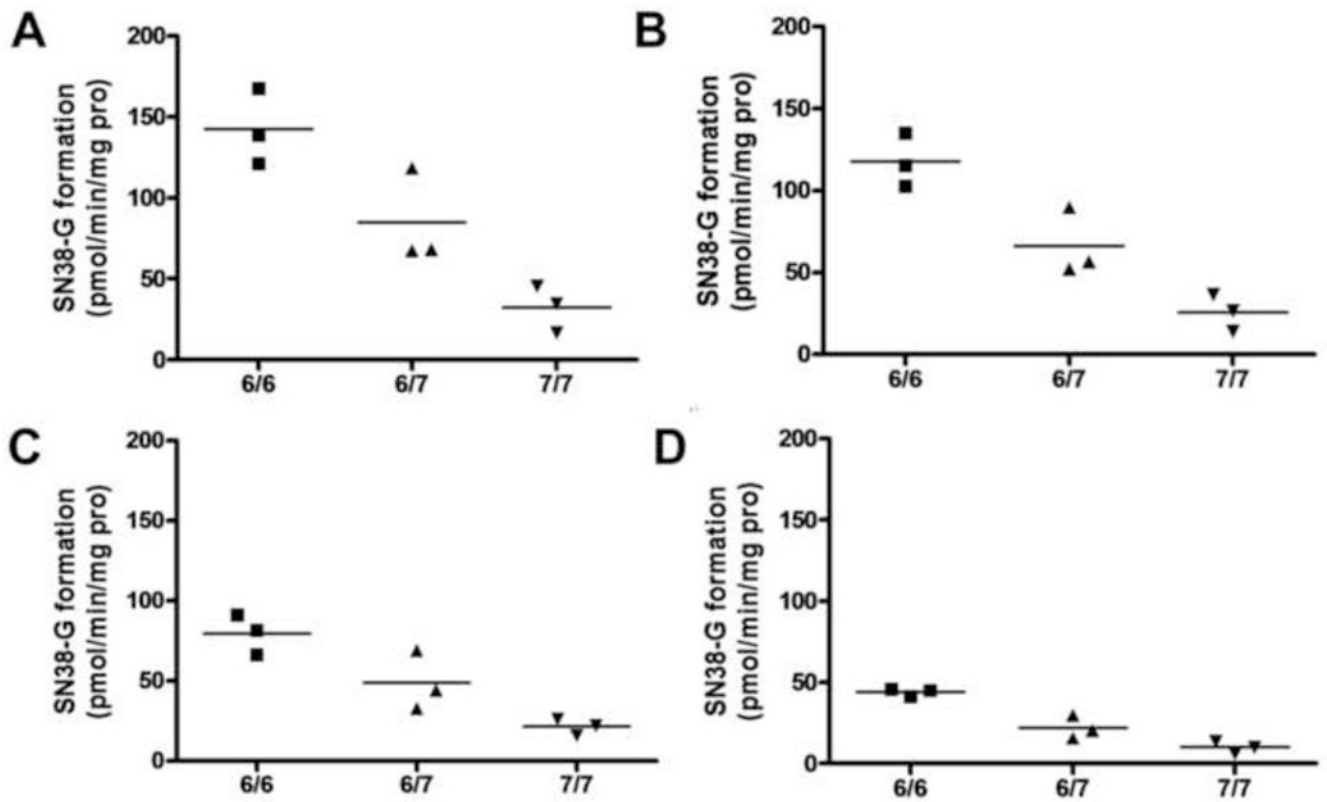 A
SN38-G formation
(pmol/min/mg pro)
200
150
100
50
0
6/6 6/7 7/7
B
SN38-G formation
(pmol/min/mg pro)
200
150
100
50
0
6/6 6/7 7/7
C
SN38-G formation
(pmol/min/mg pro)
200
150
100
50
0
6/6 6/7 7/7
D
SN38-G formation
(pmol/min/mg pro)
200
150
100
50
0
6/6 6/7 7/7